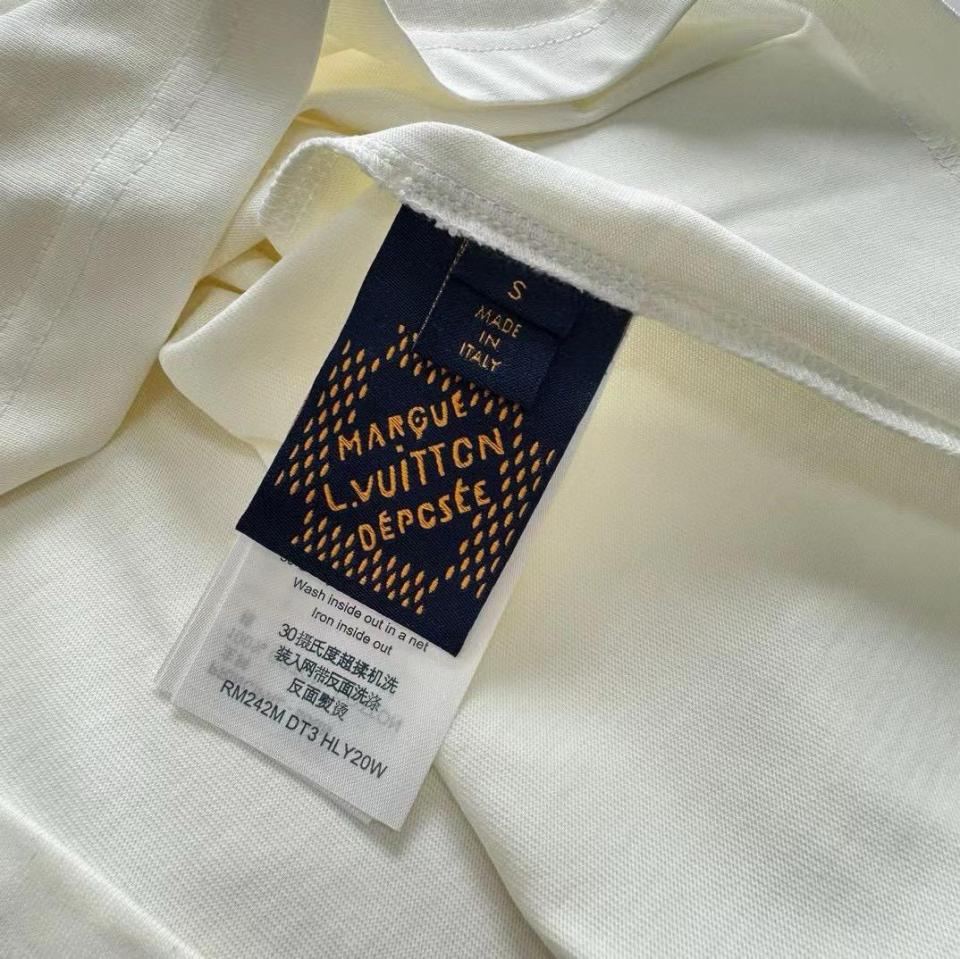 S
MADE
IN
ITALY
MARQUE
L.VUITTON
DÉPOSÉE
Wash inside out in a net
Iron inside out
30摄氏度超揉机洗
装入网带反面洗涤
反面熨烫
RM242M DT3 HLY20W